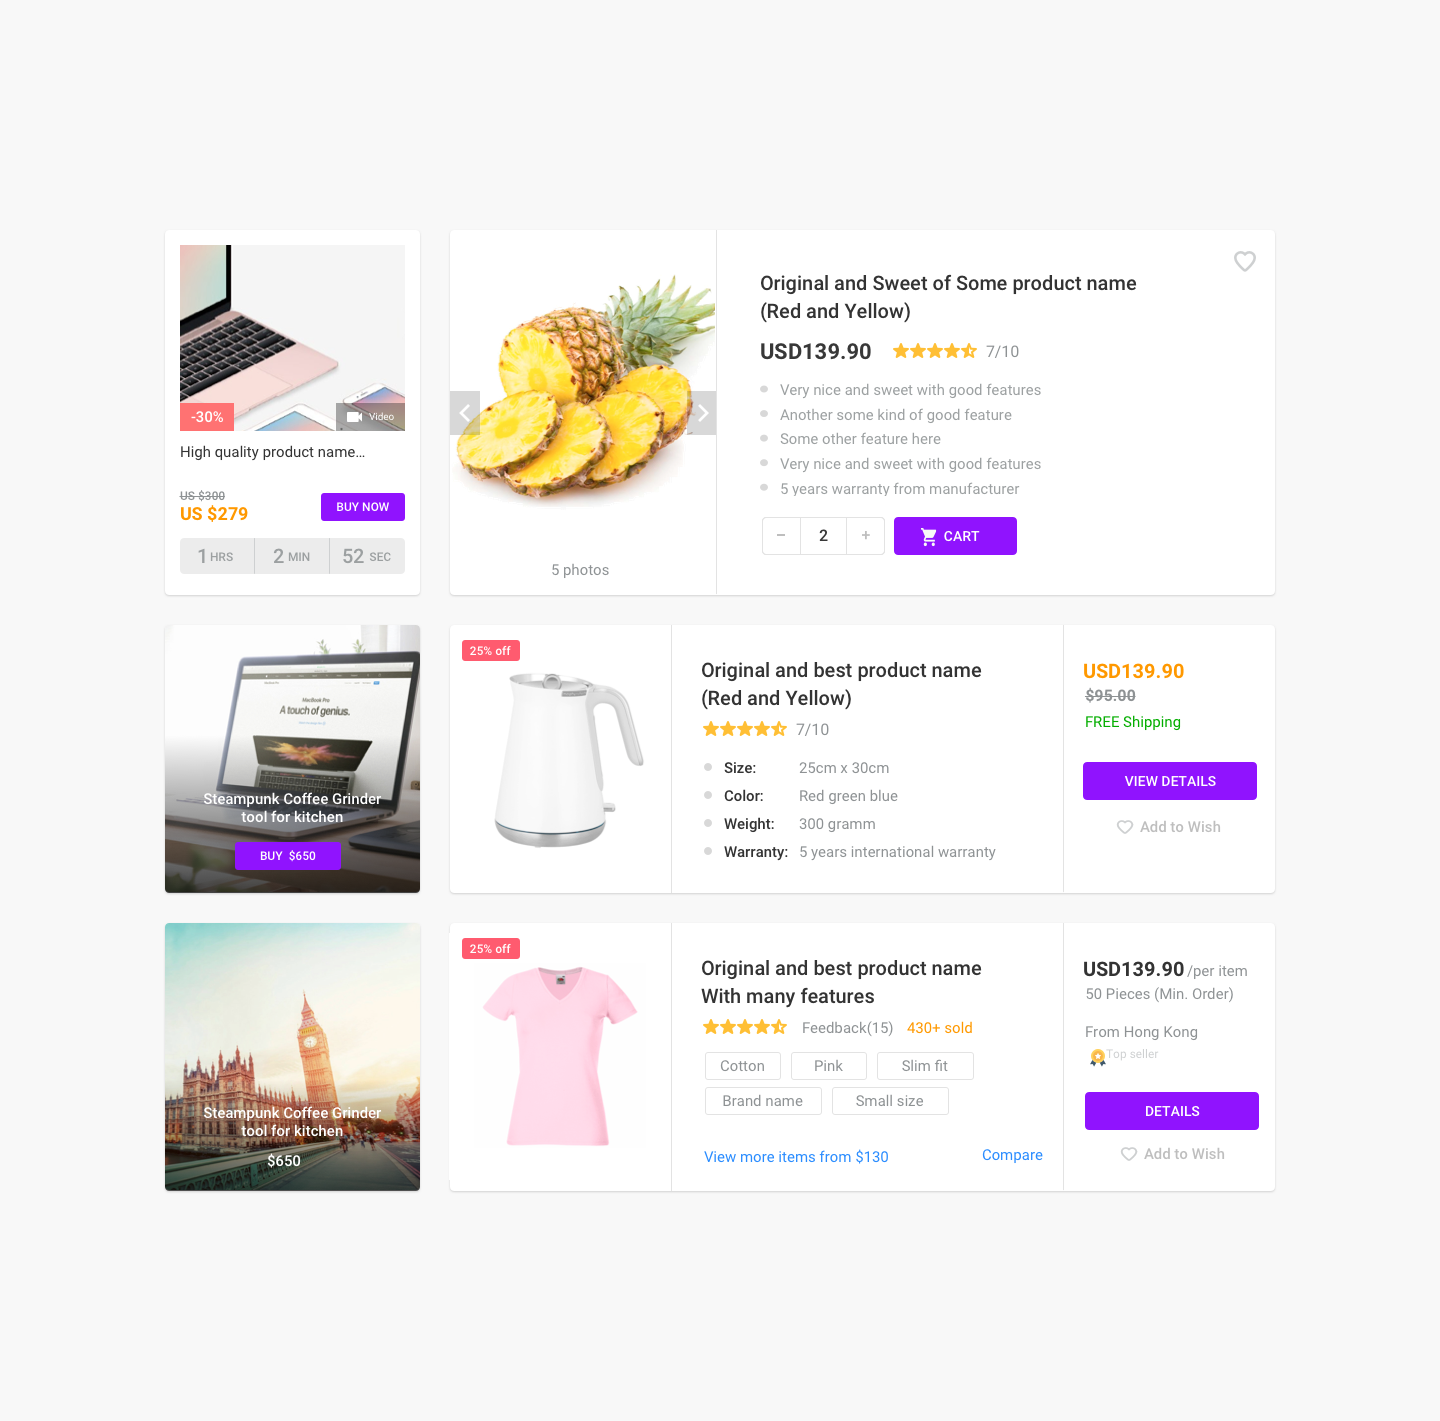 -30%
Video
High quality product name...
US $300
US $279
BUY NOW
1 HRS
2 MIN
52 SEC
5 photos
Original and Sweet of Some product name
(Red and Yellow)
USD139.90
7/10
Very nice and sweet with good features
Another some kind of good feature
Some other feature here
Very nice and sweet with good features
5 years warranty from manufacturer
− 2 +
CART
MacBook Pro
A touch of genius.
Steampunk Coffee Grinder
tool for kitchen
BUY $650
25% off
Original and best product name
(Red and Yellow)
7/10
Size: 25cm x 30cm
Color: Red green blue
Weight: 300 gramm
Warranty: 5 years international warranty
USD139.90
$95.00
FREE Shipping
VIEW DETAILS
Add to Wish
Steampunk Coffee Grinder
tool for kitchen
$650
25% off
Original and best product name
With many features
Feedback(15) 430+ sold
Cotton Pink Slim fit
Brand name Small size
View more items from $130
Compare
USD139.90 /per item
50 Pieces (Min. Order)
From Hong Kong
Top seller
DETAILS
Add to Wish